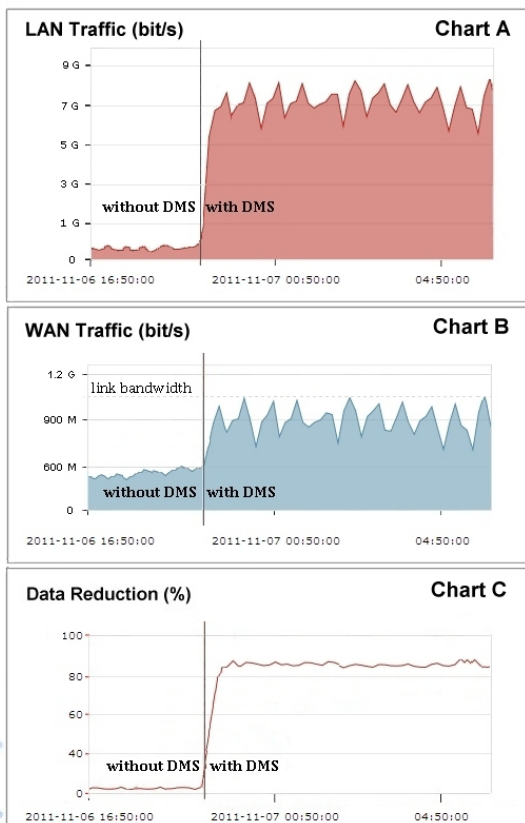 LAN Traffic (bit/s)
Chart A
9 G
7 G
5 G
3 G
1 G
0
without DMS
with DMS
2011-11-06 16:50:00
2011-11-07 00:50:00
04:50:00
WAN Traffic (bit/s)
Chart B
1.2 G
link bandwidth
900 M
600 M
0
without DMS
with DMS
2011-11-06 16:50:00
2011-11-07 00:50:00
04:50:00
Data Reduction (%)
Chart C
100
80
60
40
0
without DMS
with DMS
2011-11-06 16:50:00
2011-11-07 00:50:00
04:50:00